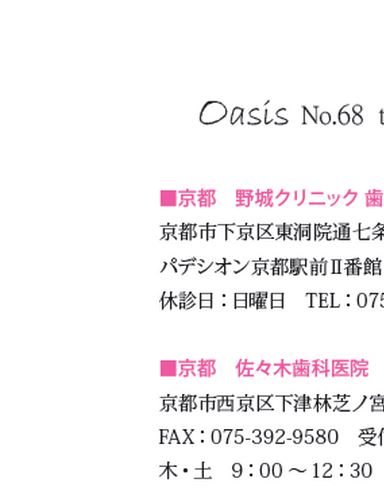 Oasis No.68
■京都　野城クリニック 歯
京都市下京区東洞院通七条
パデシオン京都駅前Ⅱ番館
休診日：日曜日　TEL：075
■京都　佐々木歯科医院
京都市西京区下津林芝ノ宮
FAX：075-392-9580　受付
木・土　9：00 ～ 12：30